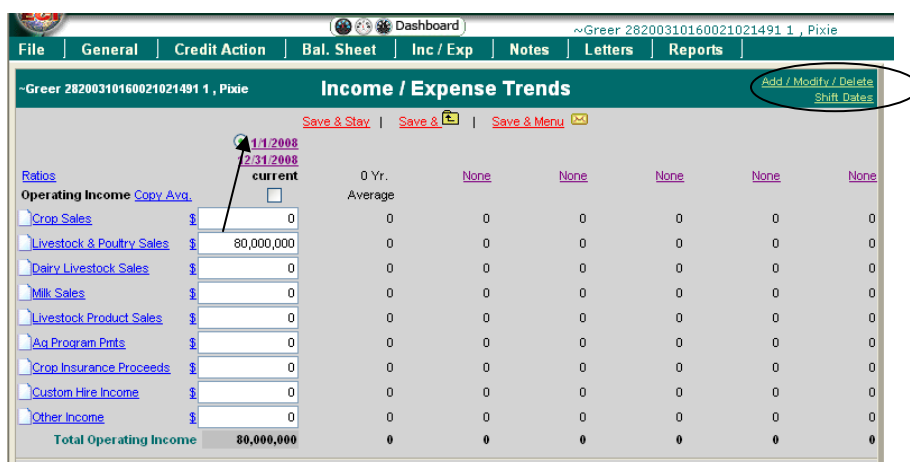 ECI
Dashboard
~Greer 28200310160021021491 1 , Pixie
File | General | Credit Action | Bal. Sheet | Inc / Exp | Notes | Letters | Reports |
~Greer 28200310160021021491 1 , Pixie Income / Expense Trends Add / Modify / Delete
Shift Dates
Save & Stay | Save & | Save & Menu
1/1/2008
12/31/2008
Ratios current 0 Yr. None None None None None
Operating Income Copy Avg. Average
Crop Sales $ 0 0 0 0 0 0 0
Livestock & Poultry Sales $ 80,000,000 0 0 0 0 0 0
Dairy Livestock Sales $ 0 0 0 0 0 0 0
Milk Sales $ 0 0 0 0 0 0 0
Livestock Product Sales $ 0 0 0 0 0 0 0
Ag Program Pmts $ 0 0 0 0 0 0 0
Crop Insurance Proceeds $ 0 0 0 0 0 0 0
Custom Hire Income $ 0 0 0 0 0 0 0
Other Income $ 0 0 0 0 0 0 0
Total Operating Income 80,000,000 0 0 0 0 0 0